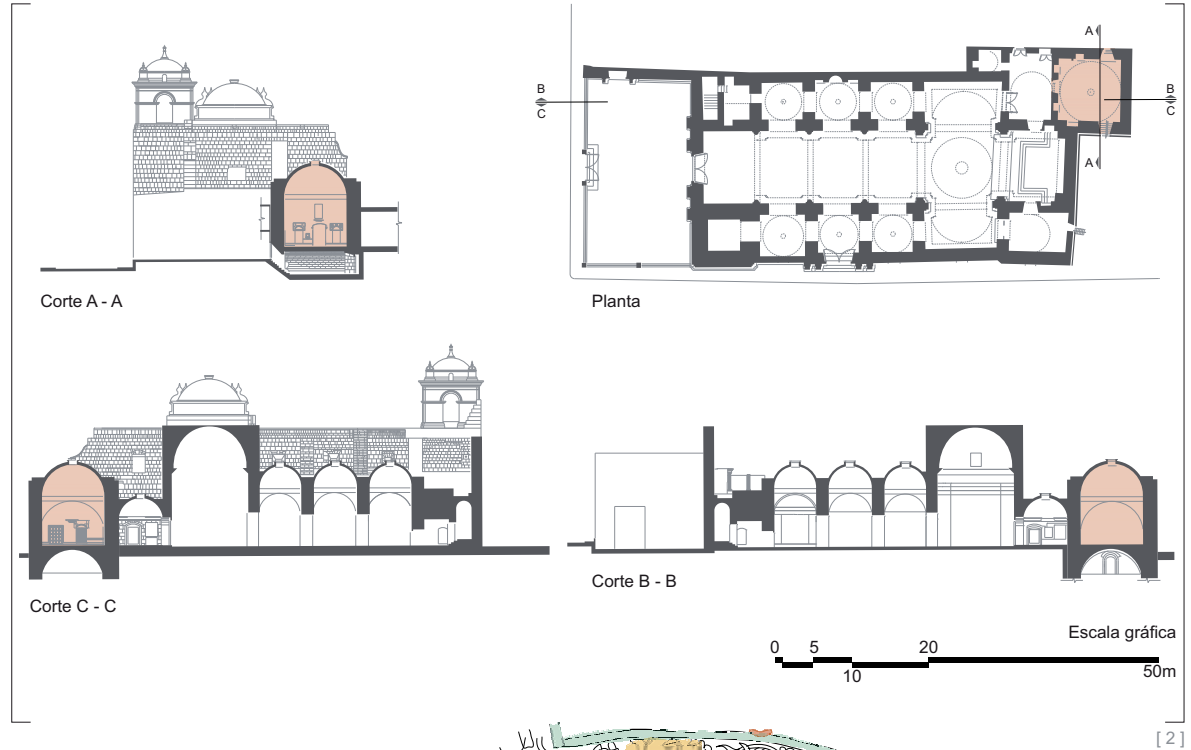 A
B
C
A
B
C
Corte A - A
Planta
Corte C - C
Corte B - B
Escala gráfica
0 5 20
10 50m
[ 2 ]